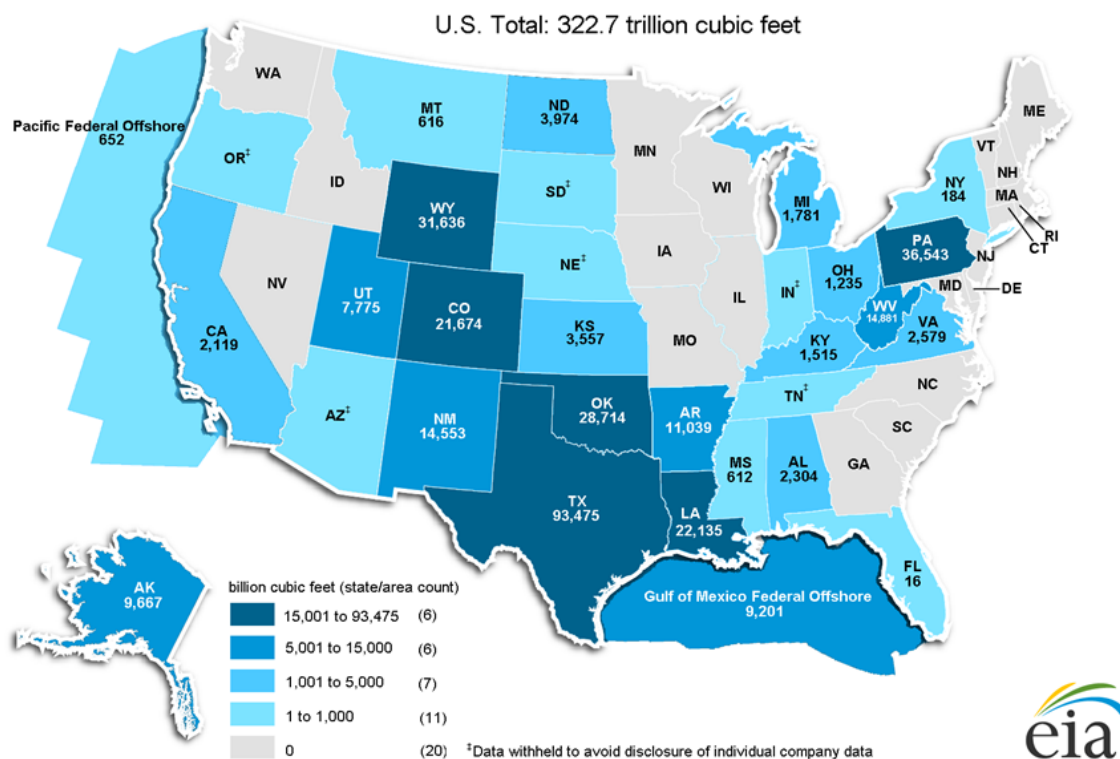 U.S. Total: 322.7 trillion cubic feet
WA
MT
616
ND
3,974
MN
ME
VT
NH
Pacific Federal Offshore
652
OR‡
ID
WY
31,636
SD‡
WI
MI
1,781
NY
184
MA
RI
CT
NV
UT
7,775
CO
21,674
NE‡
IA
IL
IN‡
OH
1,235
PA
36,543
NJ
MD
DE
CA
2,119
KS
3,557
MO
KY
1,515
WV
14,881
VA
2,579
AZ‡
NM
14,553
OK
28,714
AR
11,039
TN‡
NC
SC
TX
93,475
LA
22,135
MS
612
AL
2,304
GA
FL
16
Gulf of Mexico Federal Offshore
9,201
AK
9,667
billion cubic feet (state/area count)
15,001 to 93,475 (6)
5,001 to 15,000 (6)
1,001 to 5,000 (7)
1 to 1,000 (11)
0 (20)
‡Data withheld to avoid disclosure of individual company data
eia